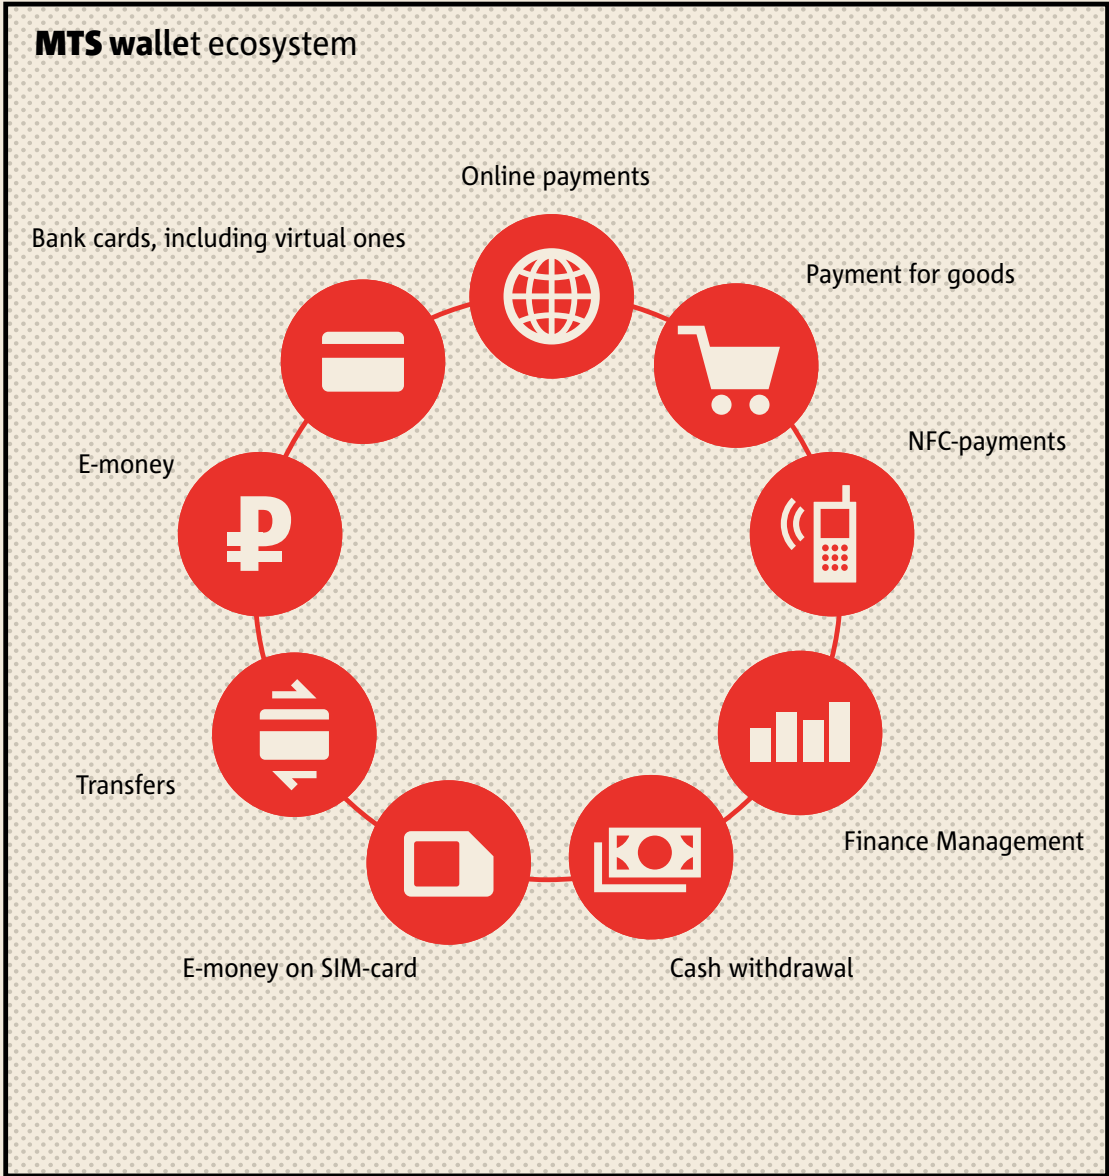 MTS wallet ecosystem
Online payments
Bank cards, including virtual ones
Payment for goods
NFC-payments
E-money
Transfers
Finance Management
E-money on SIM-card
Cash withdrawal